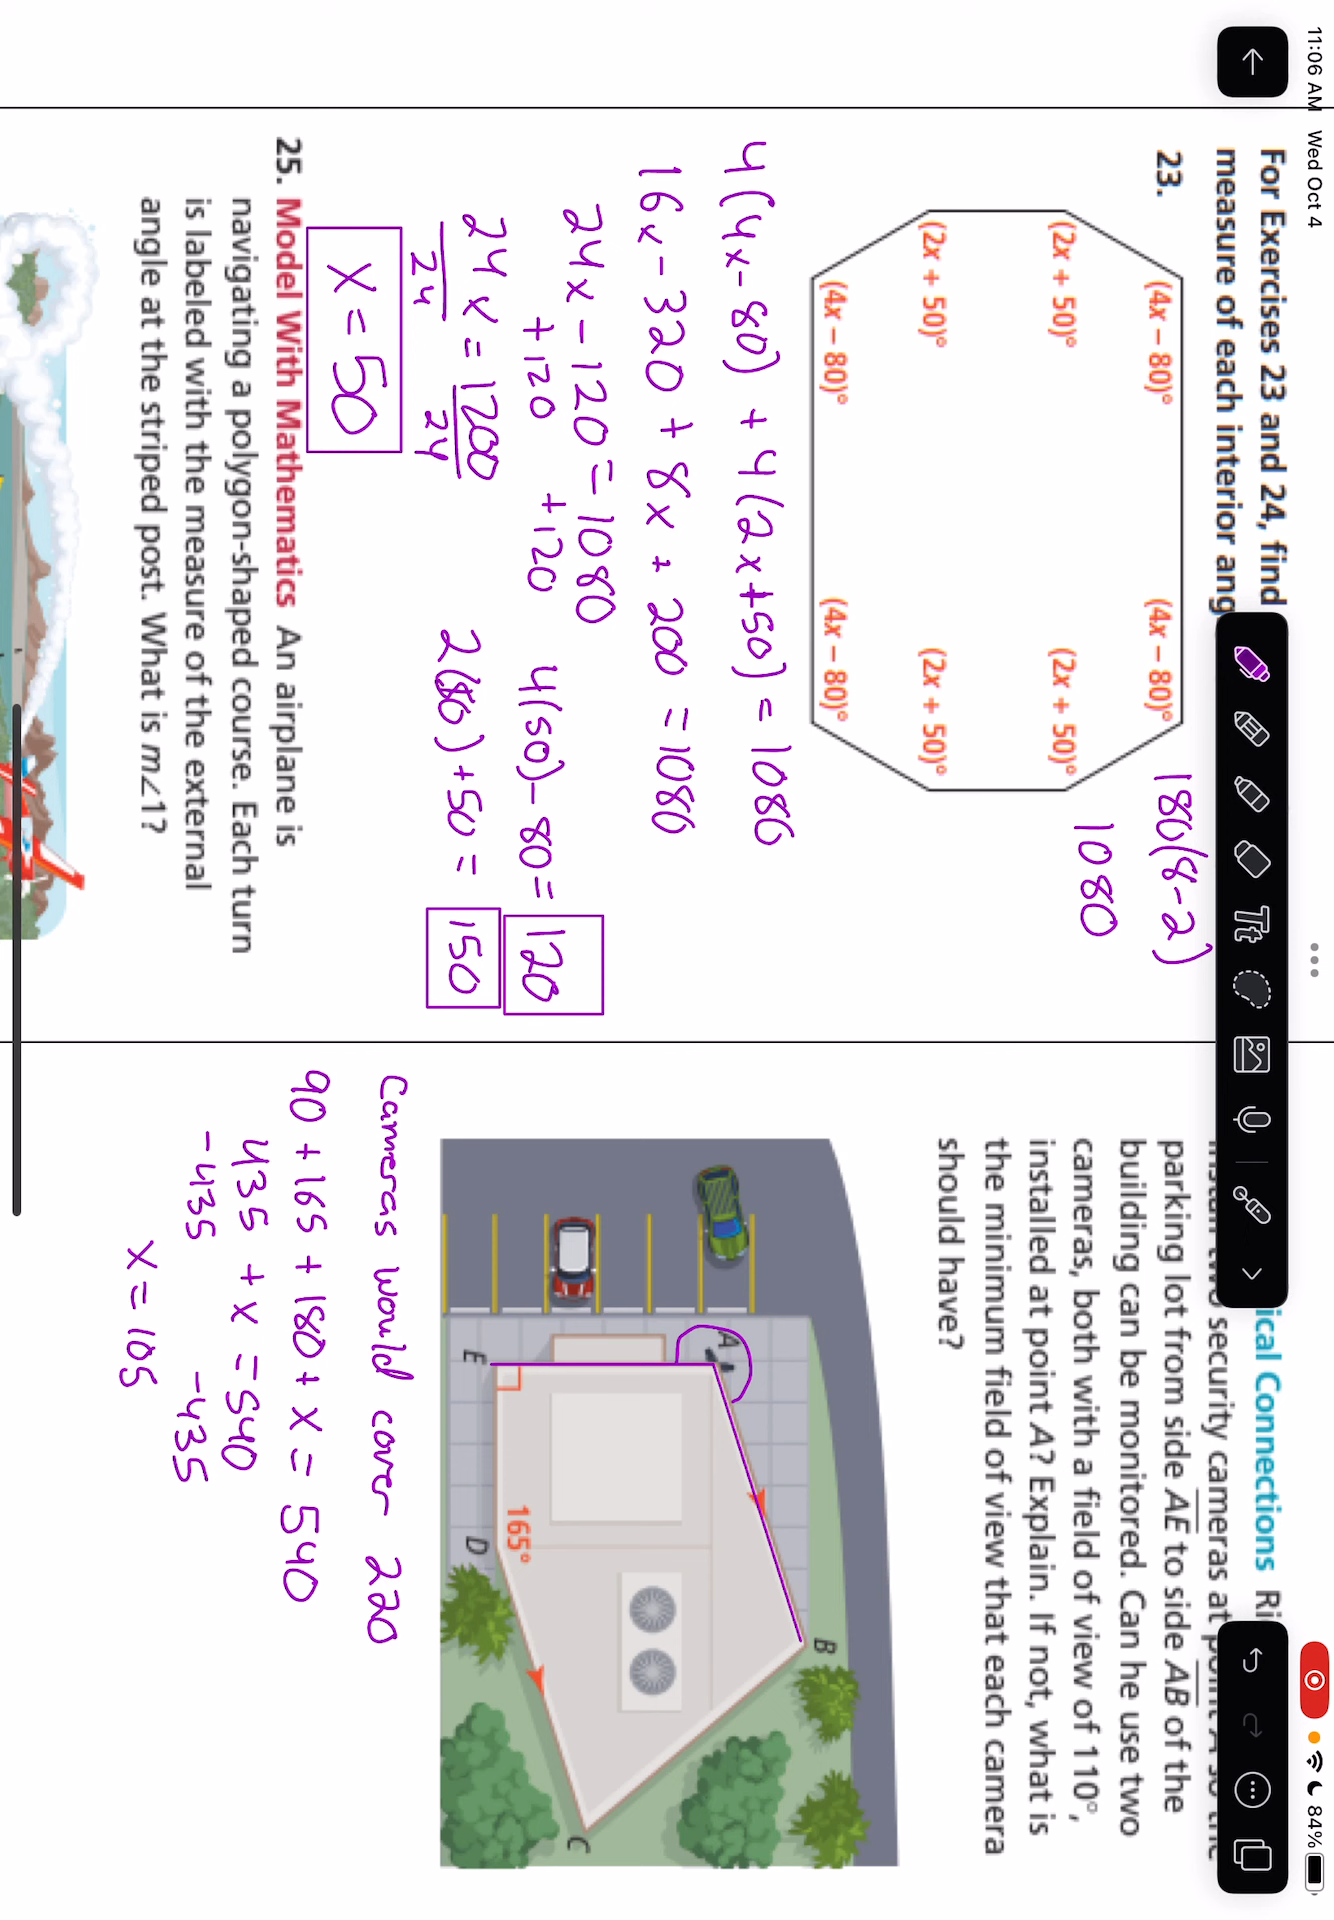 11:06 AM Wed Oct 4
84%
For Exercises 23 and 24, find
measure of each interior ang
23.
(4x – 80)°
(4x – 80)°
(2x + 50)°
(2x + 50)°
(2x + 50)°
(2x + 50)°
(4x – 80)°
(4x – 80)°
180(8-2)
1080
4(4x-80) + 4(2x+50) = 1080
16x - 320 + 8x + 200 = 1080
24x - 120 = 1080
+120 +120
24x = 1200
24 24
x = 50
4(50) - 80 = 120
2(50) + 50 = 150
25. Model With Mathematics An airplane is
navigating a polygon-shaped course. Each turn
is labeled with the measure of the external
angle at the striped post. What is m∠1?
Tt
ical Connections
security cameras at point A so the
parking lot from side AE to side AB of the
building can be monitored. Can he use two
cameras, both with a field of view of 110°,
installed at point A? Explain. If not, what is
the minimum field of view that each camera
should have?
A
B
E
165°
D
C
Cameras would cover 220
90 + 165 + 180 + x = 540
435 + x = 540
-435 -435
x = 105